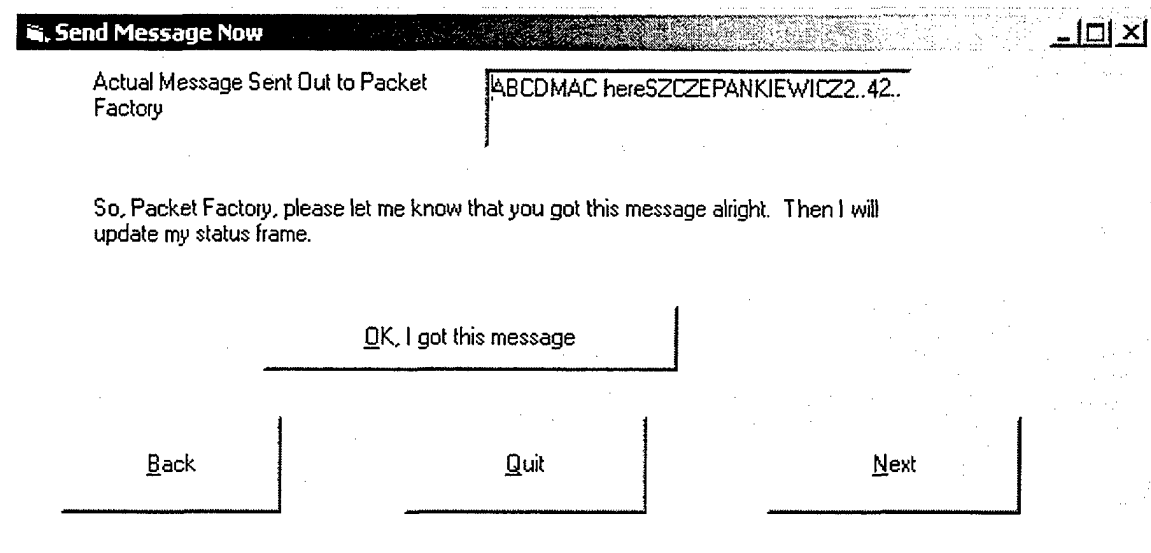 Send Message Now
Actual Message Sent Out to Packet
Factory
ABCDMAC hereSZCZEPANKIEWICZ2..42..
So, Packet Factory, please let me know that you got this message alright. Then I will
update my status frame.
OK, I got this message
Back
Quit
Next